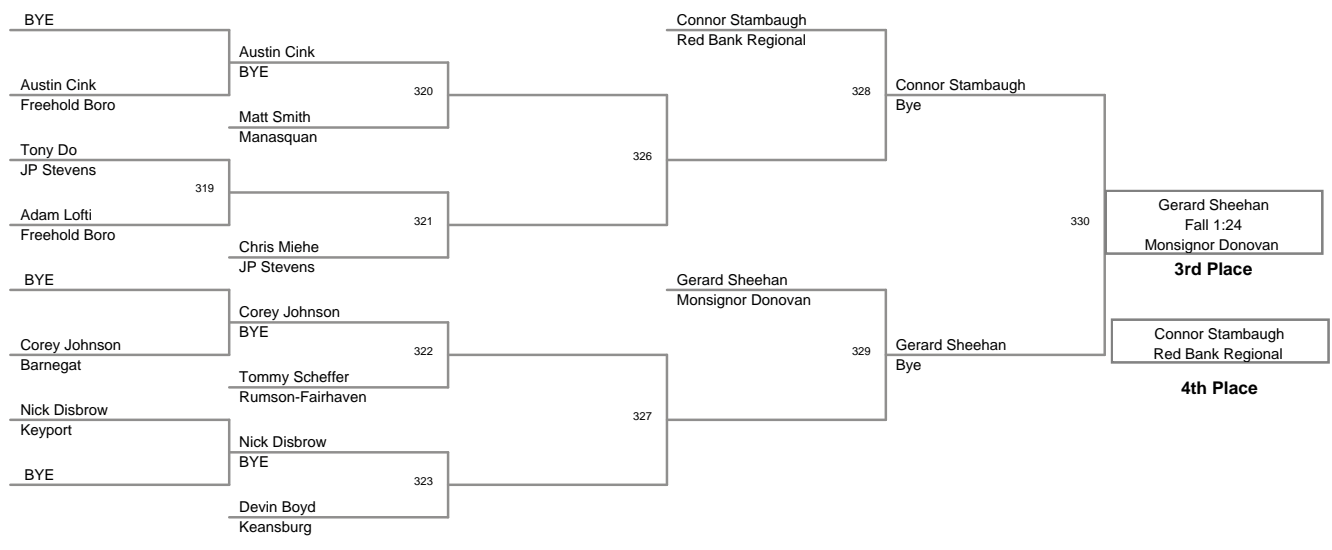 BYE
Austin Cink
Freehold Boro
Tony Do
JP Stevens
319
Adam Lofti
Freehold Boro
BYE
Corey Johnson
Barnegat
Nick Disbrow
Keyport
BYE
Austin Cink
BYE
320
Matt Smith
Manasquan
321
Chris Miehe
JP Stevens
Corey Johnson
BYE
322
Tommy Scheffer
Rumson-Fairhaven
Nick Disbrow
BYE
323
Devin Boyd
Keansburg
326
327
Connor Stambaugh
Red Bank Regional
328
Gerard Sheehan
Monsignor Donovan
329
Connor Stambaugh
Bye
330
Gerard Sheehan
Bye
Gerard Sheehan
Fall 1:24
Monsignor Donovan
3rd Place
Connor Stambaugh
Red Bank Regional
4th Place